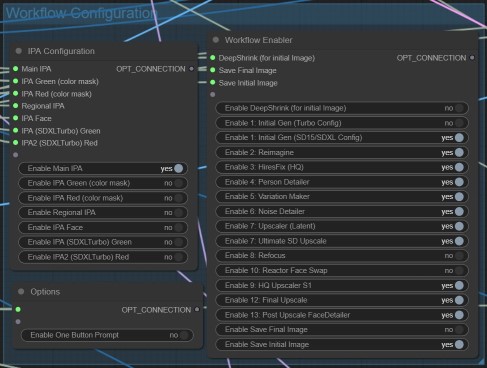 Workflow Configuration
IPA Configuration
Main IPA
OPT_CONNECTION
IPA Green (color mask)
IPA Red (color mask)
Regional IPA
IPA Face
IPA (SDXLTurbo) Green
IPA2 (SDXLTurbo) Red
Enable Main IPA yes
Enable IPA Green (color mask) no
Enable IPA Red (color mask) no
Enable Regional IPA no
Enable IPA Face no
Enable IPA (SDXLTurbo) Green no
Enable IPA2 (SDXLTurbo) Red no
Options
OPT_CONNECTION
Enable One Button Prompt no
Workflow Enabler
DeepShrink (for initial Image)
OPT_CONNECTION
Save Final Image
Save Initial Image
Enable DeepShrink (for initial Image) no
Enable 1: Initial Gen (Turbo Config) no
Enable 1: Initial Gen (SD15/SDXL Config) yes
Enable 2: Reimagine yes
Enable 3: HiresFix (HQ) yes
Enable 4: Person Detailer yes
Enable 5: Variation Maker yes
Enable 6: Noise Detailer yes
Enable 7: Upscaler (Latent) yes
Enable 7: Ultimate SD Upscale yes
Enable 8: Refocus no
Enable 10: Reactor Face Swap no
Enable 9: HQ Upscaler S1 yes
Enable 12: Final Upscale yes
Enable 13: Post Upscale FaceDetailer yes
Enable Save Final Image no
Enable Save Initial Image yes